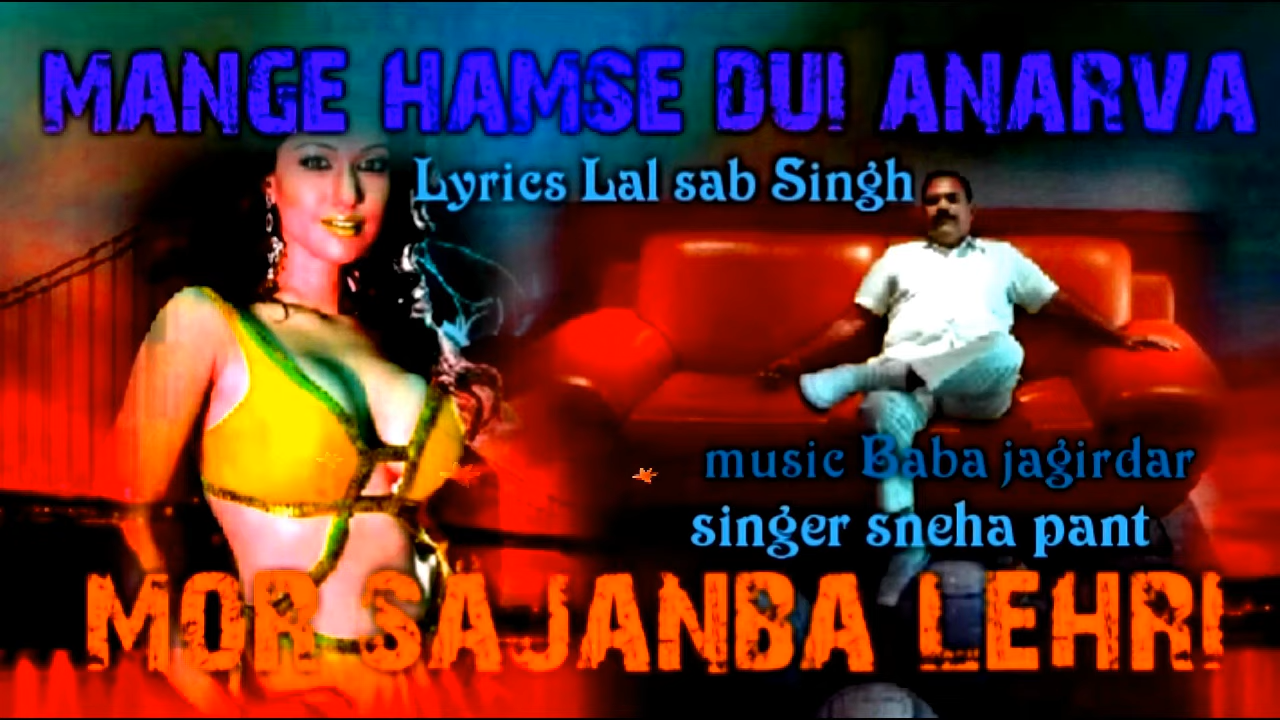 MANGE HAMSE DUI ANARVA
Lyrics Lal sab Singh
music Baba jagirdar
singer sneha pant
MOR SAJANBA LEHRI